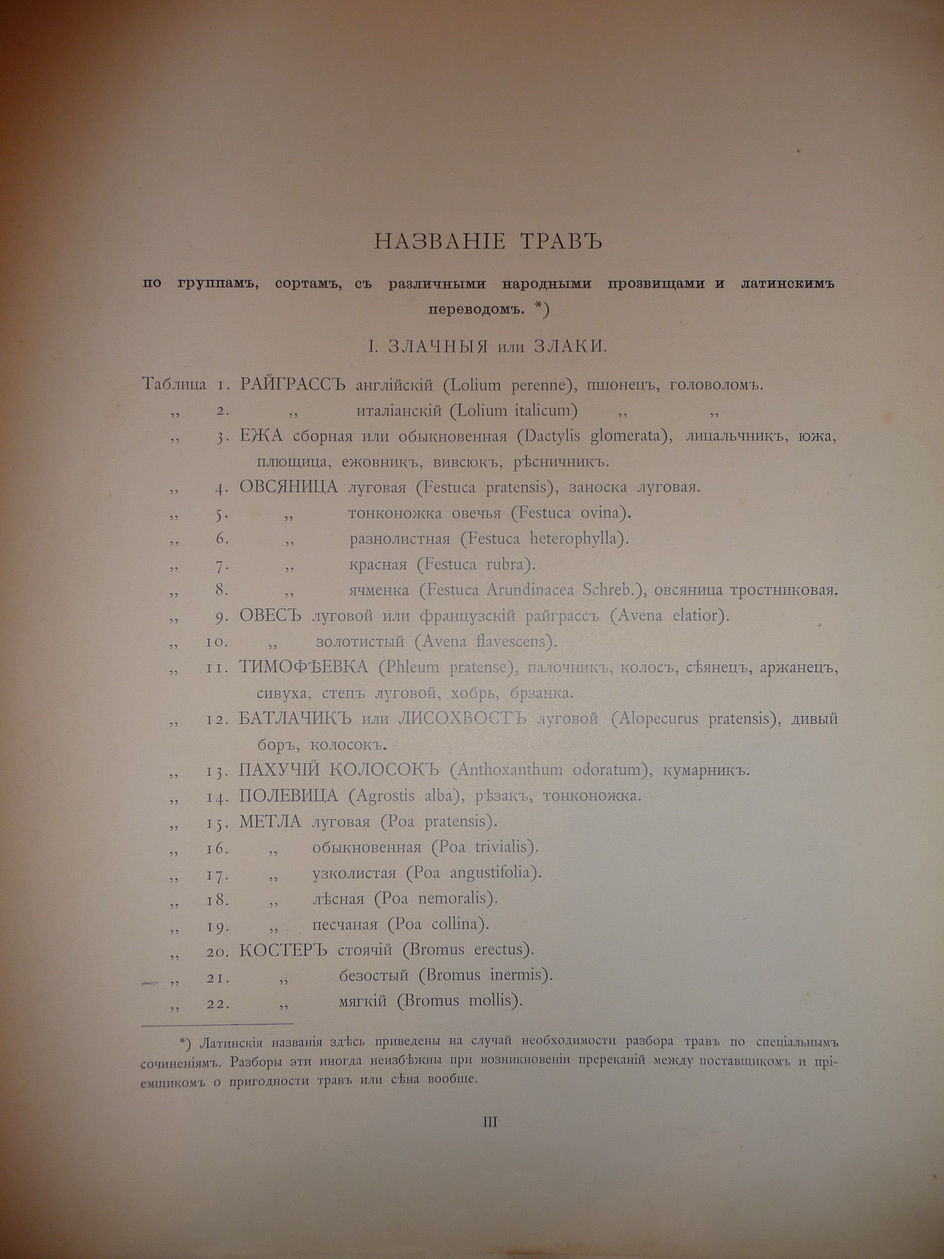 НАЗВАНІЕ ТРАВЪ
по группамъ, сортамъ, съ различными народными прозвищами и латинскимъ
переводомъ. *)
I. ЗЛАЧНЫЯ или ЗЛАКИ.
Таблица 1. РАЙГРАССЪ англійскій (Lolium perenne), пшонецъ, головоломъ.
„ 2. „ италіанскій (Lolium italicum) „ „
„ 3. ЕЖА сборная или обыкновенная (Dactylis glomerata), лицальчникъ, южа,
плющица, ежовникъ, вивсюкъ, рѣсничникъ.
„ 4. ОВСЯНИЦА луговая (Festuca pratensis), заноска луговая.
„ 5. „ тонконожка овечья (Festuca ovina).
„ 6. „ разнолистная (Festuca heterophylla).
„ 7. „ красная (Festuca rubra).
„ 8. „ ячменка (Festuca Arundinacea Schreb.), овсяница тростниковая.
„ 9. ОВЕСЪ луговой или французскій райграссъ (Avena elatior).
„ 10. „ золотистый (Avena flavescens).
„ 11. ТИМОФѢЕВКА (Phleum pratense), палочникъ, колосъ, сѣянецъ, аржанецъ,
сивуха, степъ луговой, хобрь, брзанка.
„ 12. БАТЛАЧИКЪ или ЛИСОХВОСТЪ луговой (Alopecurus pratensis), дивый
боръ, колосокъ.
„ 13. ПАХУЧІЙ КОЛОСОКЪ (Anthoxanthum odoratum), кумарникъ.
„ 14. ПОЛЕВИЦА (Agrostis alba), рѣзакъ, тонконожка.
„ 15. МЕТЛА луговая (Poa pratensis).
„ 16. „ обыкновенная (Poa trivialis).
„ 17. „ узколистая (Poa angustifolia).
„ 18. „ лѣсная (Poa nemoralis).
„ 19. „ песчаная (Poa collina).
„ 20. КОСТЕРЪ стоячій (Bromus erectus).
„ 21. „ безостый (Bromus inermis).
„ 22. „ мягкій (Bromus mollis).
*) Латинскія названія здѣсь приведены на случай необходимости разбора травъ по спеціальнымъ
сочиненіямъ. Разборы эти иногда неизбѣжны при возникновеніи пререканій между поставщикомъ и прі-
емщикомъ о пригодности травъ или сѣна вообще.
III